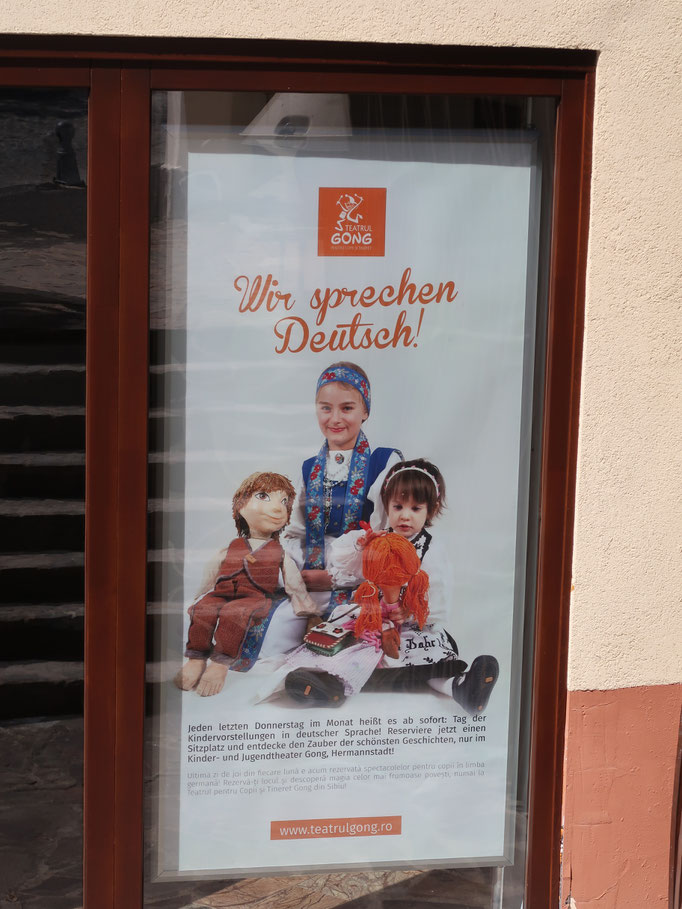 TEATRUL
GONG
Wir sprechen
Deutsch!
Bahr
Jeden letzten Donnerstag im Monat heißt es ab sofort: Tag der
Kindervorstellungen in deutscher Sprache! Reserviere jetzt einen
Sitzplatz und entdecke den Zauber der schönsten Geschichten, nur im
Kinder- und Jugendtheater Gong, Hermannstadt!
Ultima zi de joi din fiecare lună e acum rezervată spectacolelor pentru copii în limba
germană! Rezervă-ți locul și descoperă magia celor mai frumoase povești, numai la
Teatrul pentru Copii și Tineret Gong din Sibiu!
www.teatrulgong.ro